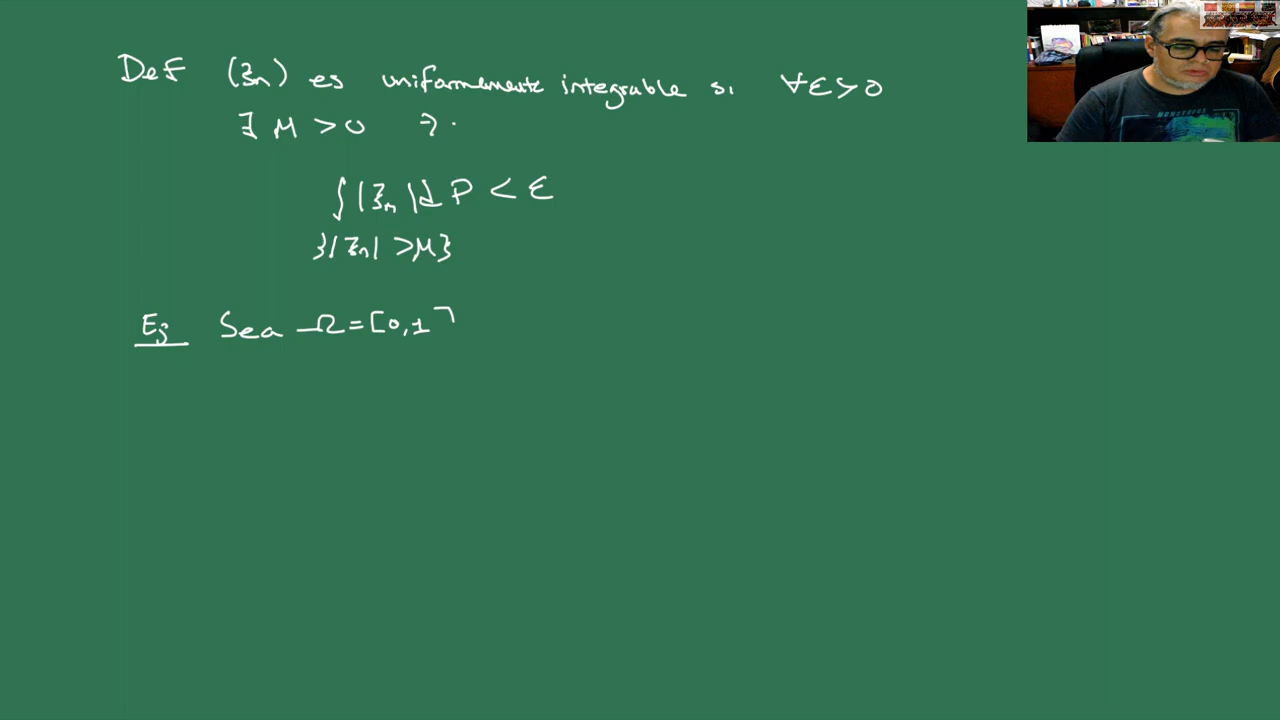 Def (ξn) es uniformemente integrable si ∀ε>0
∃ M >0 ∋.
∫|ξn|dP < ε
{|ξn| >M}
Ej Sea Ω=[0,1]